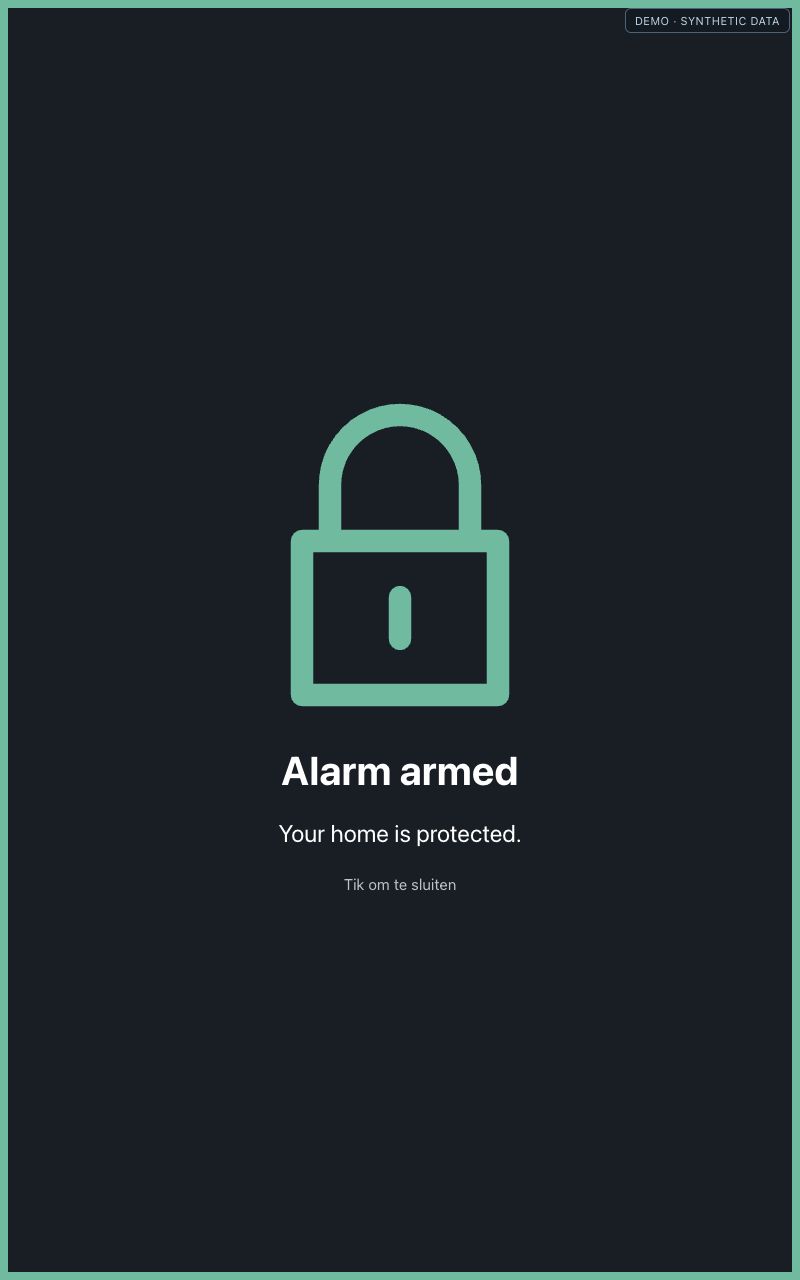 DEMO · SYNTHETIC DATA
Alarm armed
Your home is protected.
Tik om te sluiten